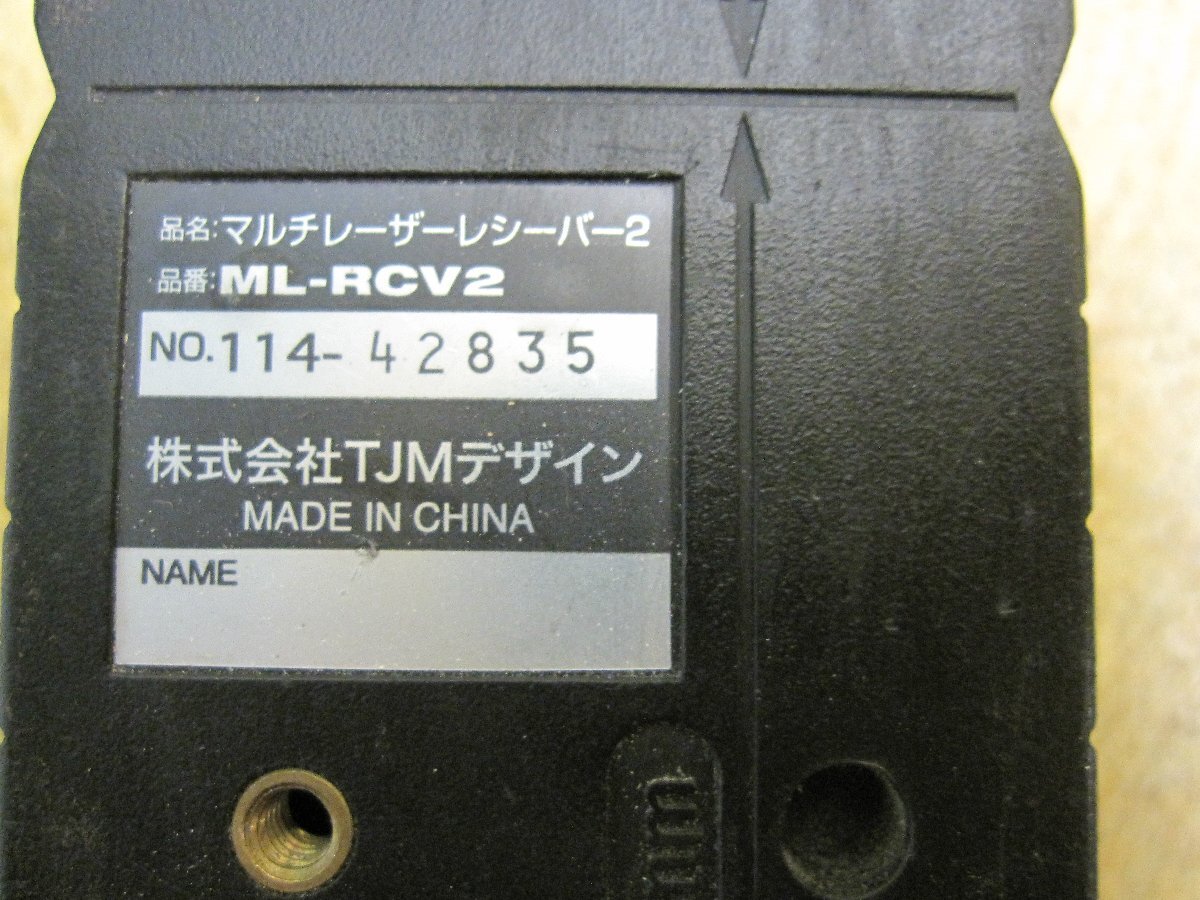 品名:マルチレーザーレシーバー2
品番:ML-RCV2
NO.114-42835
株式会社TJMデザイン
MADE IN CHINA
NAME